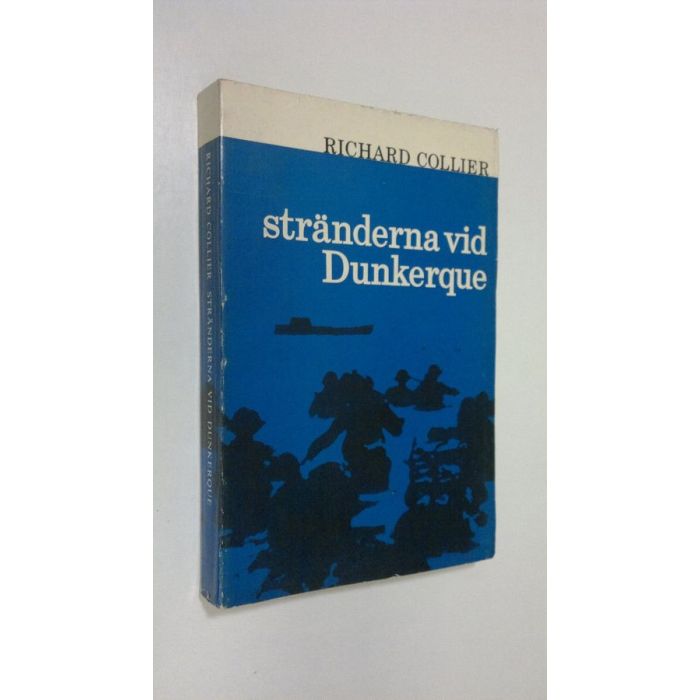 RICHARD COLLIER
stränderna vid
Dunkerque
RICHARD COLLIER STRÄNDERNA VID DUNKERQUE